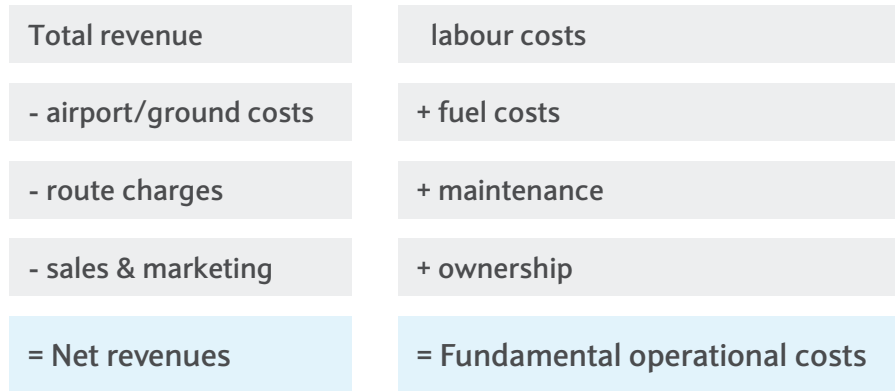 Total revenue
- airport/ground costs
- route charges
- sales & marketing
= Net revenues
labour costs
+ fuel costs
+ maintenance
+ ownership
= Fundamental operational costs